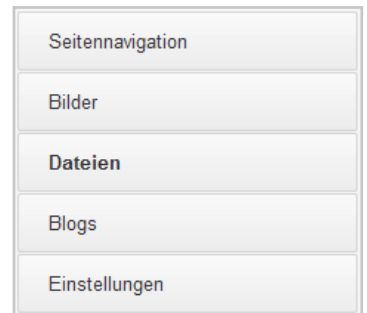 Seitennavigation
Bilder
Dateien
Blogs
Einstellungen